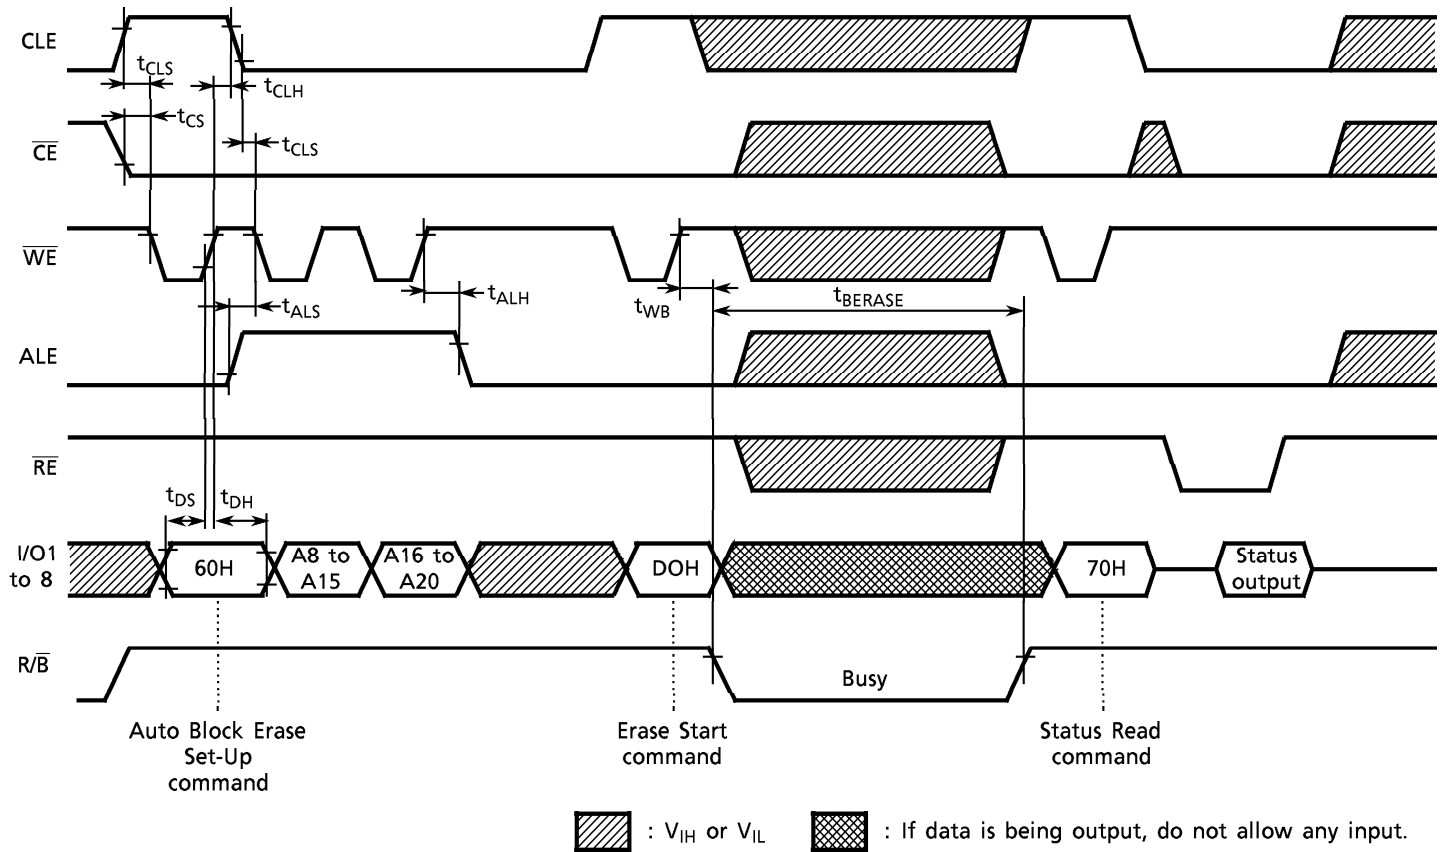 CLE
tCLS
tCLH
tCS
CE
tCLS
WE
tALS
tALH
tWB
tBERASE
ALE
RE
tDS
tDH
I/O1
to 8
60H
A8 to
A15
A16 to
A20
DOH
70H
Status
output
R/B
Busy
Auto Block Erase
Set-Up
command
Erase Start
command
Status Read
command
: VIH or VIL
: If data is being output, do not allow any input.